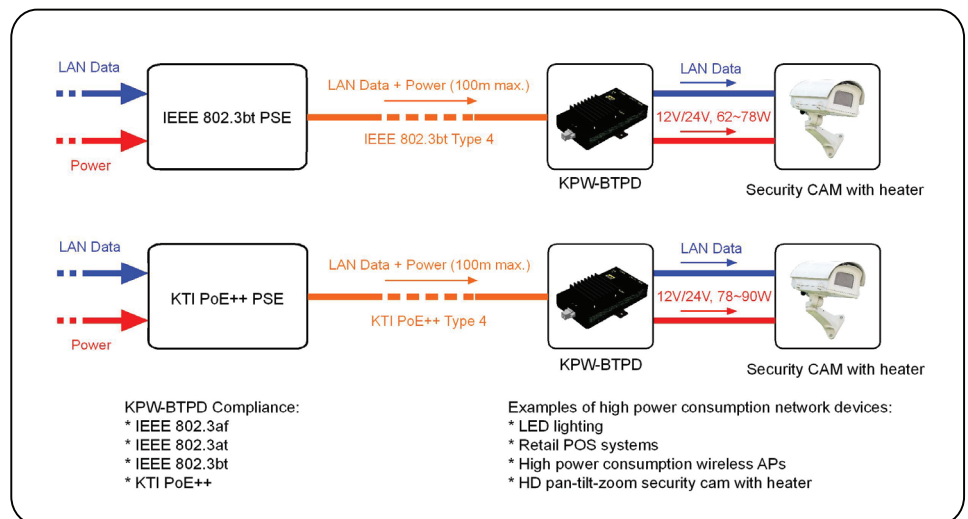 LAN Data
IEEE 802.3bt PSE
Power
LAN Data + Power (100m max.)
IEEE 802.3bt Type 4
KPW-BTPD
LAN Data
12V/24V, 62~78W
Security CAM with heater
LAN Data
KTI PoE++ PSE
Power
LAN Data + Power (100m max.)
KTI PoE++ Type 4
KPW-BTPD
LAN Data
12V/24V, 78~90W
Security CAM with heater
KPW-BTPD Compliance:
* IEEE 802.3af
* IEEE 802.3at
* IEEE 802.3bt
* KTI PoE++
Examples of high power consumption network devices:
* LED lighting
* Retail POS systems
* High power consumption wireless APs
* HD pan-tilt-zoom security cam with heater